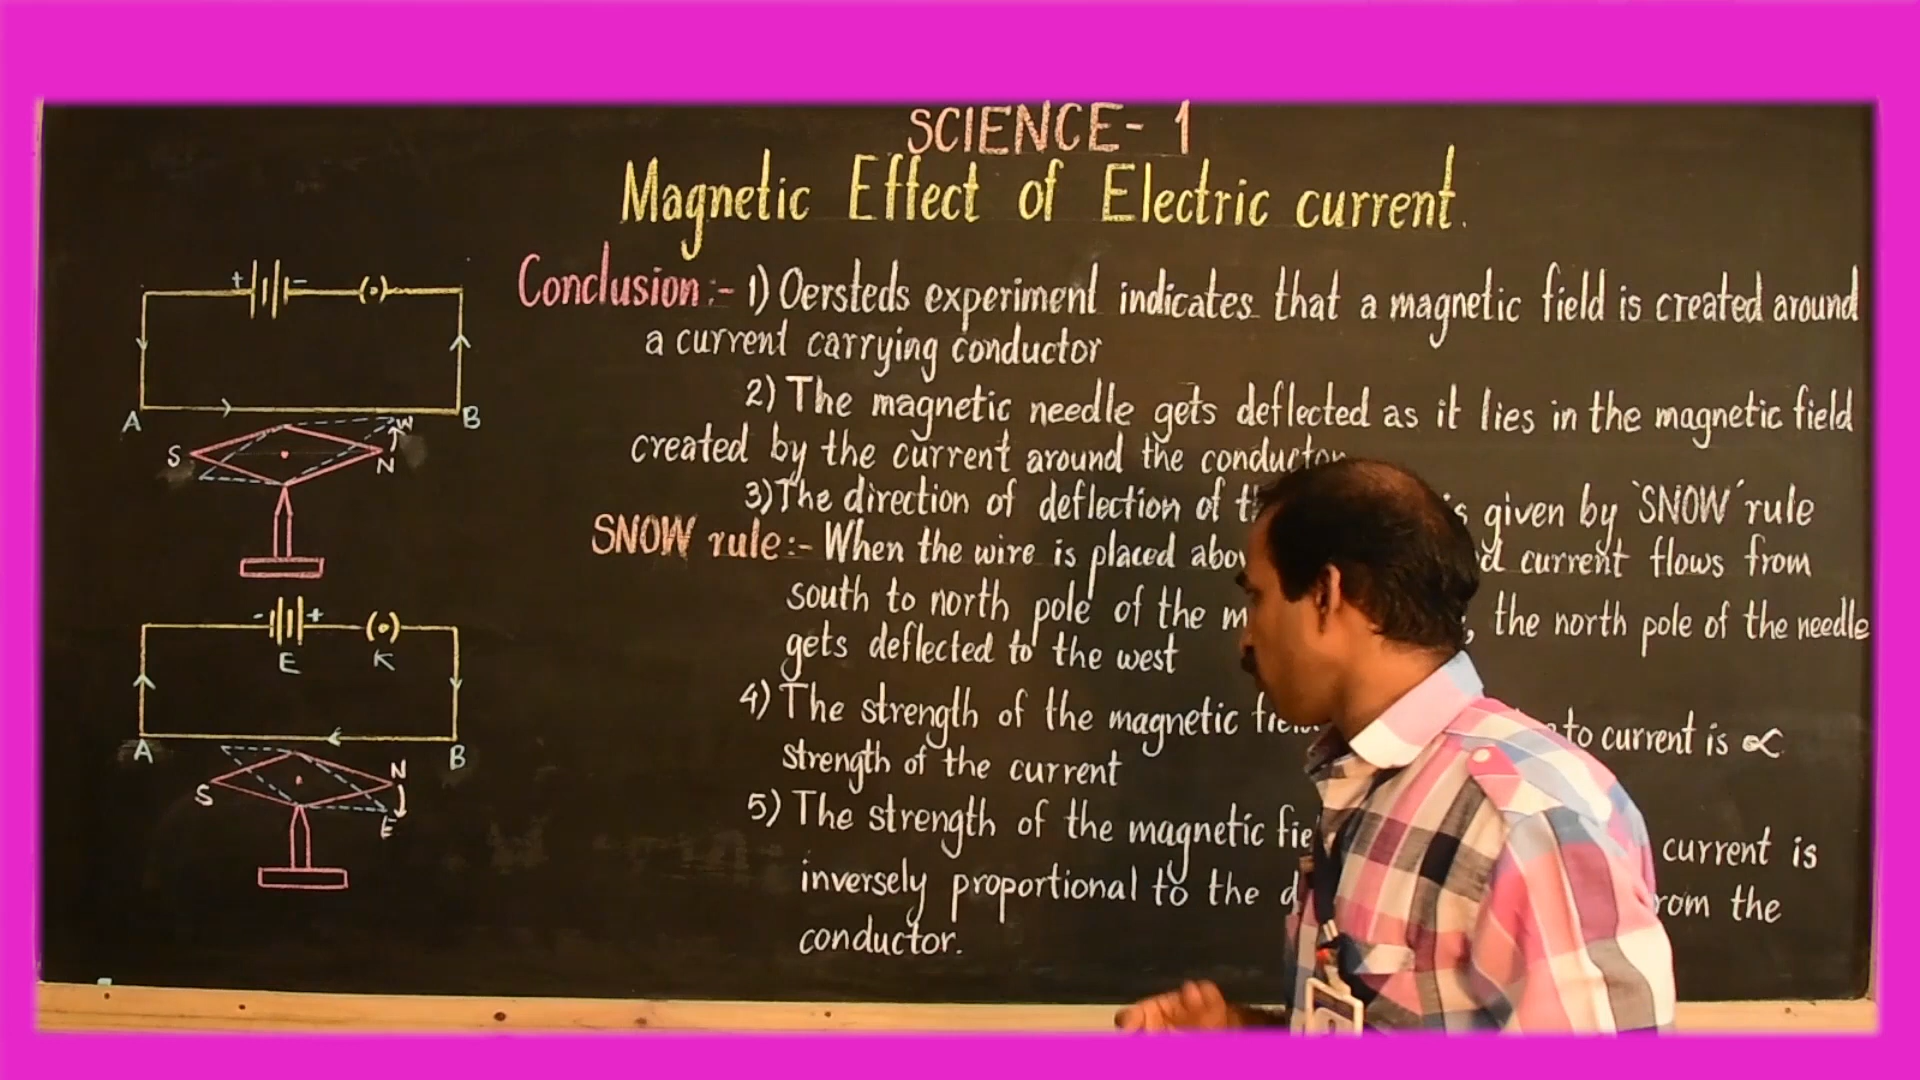 SCIENCE- 1
Magnetic Effect of Electric current.
Conclusion:- 1) Oersteds experiment indicates that a magnetic field is created around
a current carrying conductor
2) The magnetic needle gets deflected as it lies in the magnetic field
created by the current around the conductor
3) The direction of deflection of given by `SNOW´ rule
SNOW rule:- When the wire is placed current flows from
south to north pole of the , the north pole of the needle
gets deflected to the west
4) The strength of the magnetic to current is ∝
strength of the current
5) The strength of the magnetic current is
inversely proportional to the the
conductor.
+ -
A B
W
S N
- +
E K
A B
S N
E